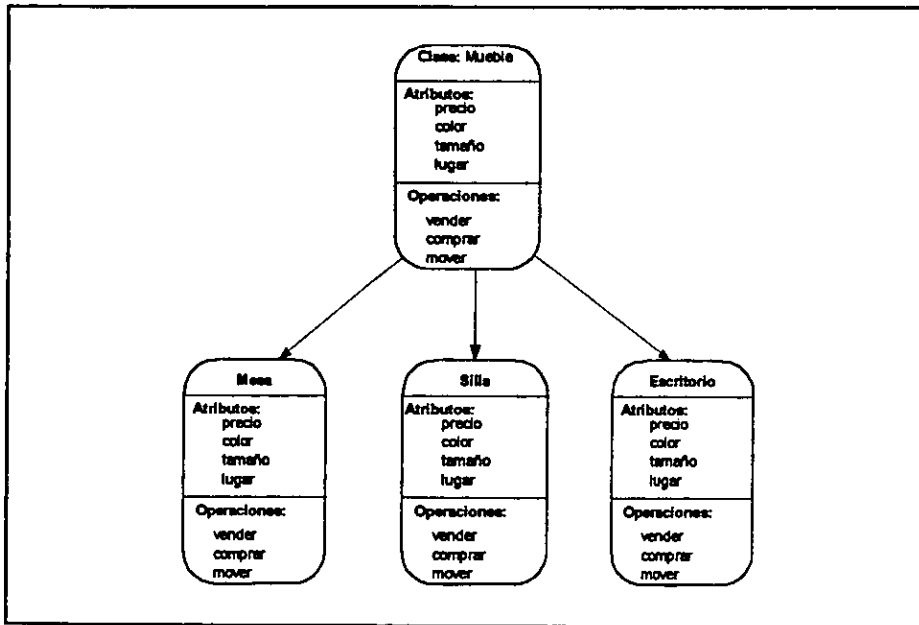 Clase: Mueble
Atributos:
precio
color
tamaño
lugar
Operaciones:
vender
comprar
mover
Mesa
Atributos:
precio
color
tamaño
lugar
Operaciones:
vender
comprar
mover
Silla
Atributos:
precio
color
tamaño
lugar
Operaciones:
vender
comprar
mover
Escritorio
Atributos:
precio
color
tamaño
lugar
Operaciones:
vender
comprar
mover